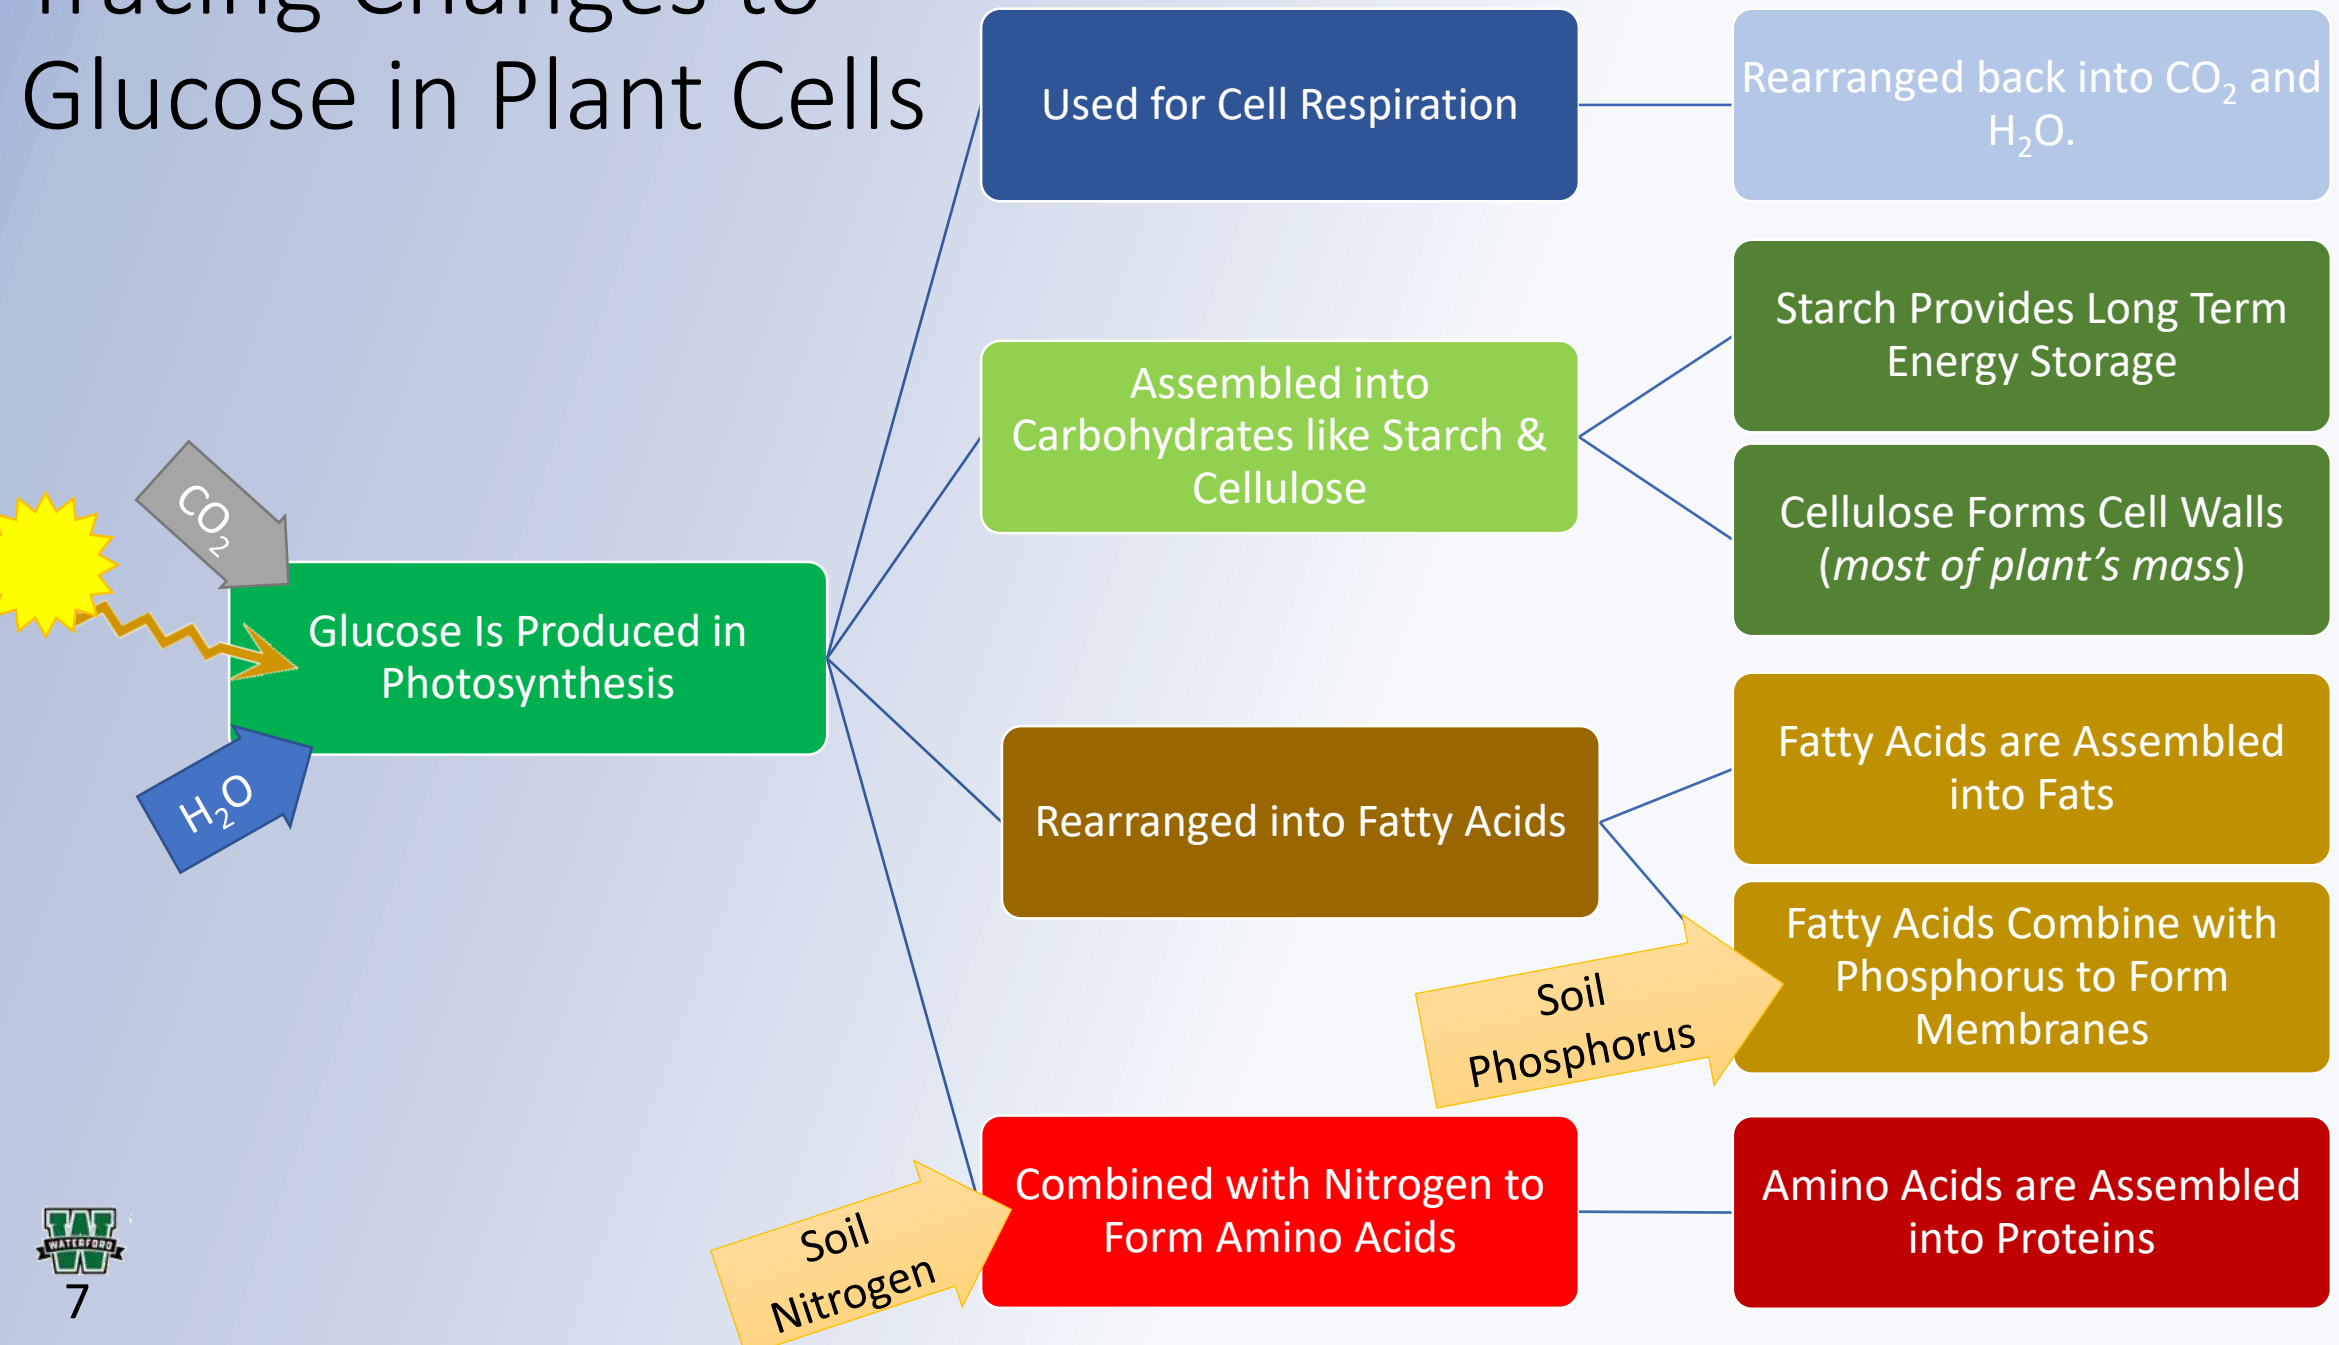 Tracing Changes to
Glucose in Plant Cells
CO₂
H₂O
Glucose Is Produced in
Photosynthesis
Used for Cell Respiration
Rearranged back into CO₂ and
H₂O.
Assembled into
Carbohydrates like Starch &
Cellulose
Starch Provides Long Term
Energy Storage
Cellulose Forms Cell Walls
(most of plant’s mass)
Rearranged into Fatty Acids
Fatty Acids are Assembled
into Fats
Soil
Phosphorus
Fatty Acids Combine with
Phosphorus to Form
Membranes
Soil
Nitrogen
Combined with Nitrogen to
Form Amino Acids
Amino Acids are Assembled
into Proteins
W
WATERFORD
7